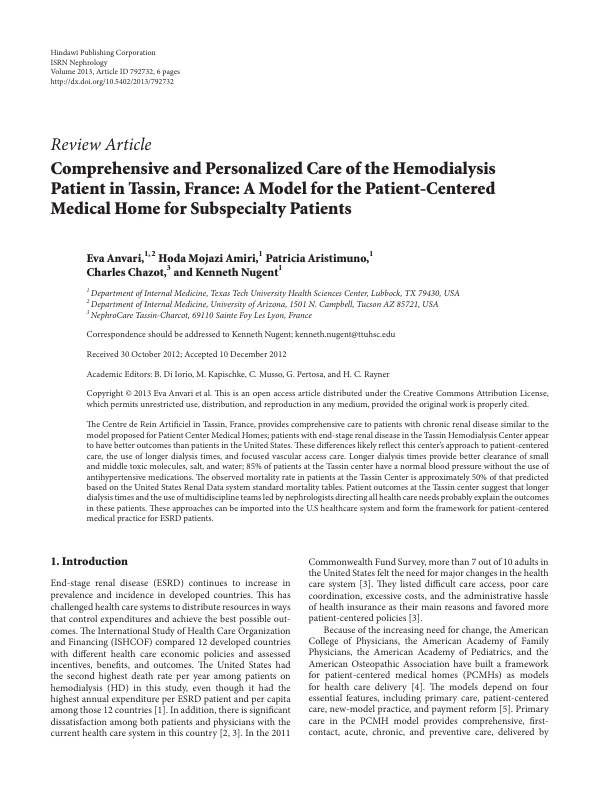 Hindawi Publishing Corporation
ISRN Nephrology
Volume 2013, Article ID 792732, 6 pages
http://dx.doi.org/10.5402/2013/792732
Review Article
Comprehensive and Personalized Care of the Hemodialysis
Patient in Tassin, France: A Model for the Patient-Centered
Medical Home for Subspecialty Patients
Eva Anvari,1,2 Hoda Mojazi Amiri,1 Patricia Aristimuno,1
Charles Chazot,3 and Kenneth Nugent1
1 Department of Internal Medicine, Texas Tech University Health Sciences Center, Lubbock, TX 79430, USA
2 Department of Internal Medicine, University of Arizona, 1501 N. Campbell, Tucson AZ 85721, USA
3 NephroCare Tassin-Charcot, 69110 Sainte Foy Les Lyon, France
Correspondence should be addressed to Kenneth Nugent; kenneth.nugent@ttuhsc.edu
Received 30 October 2012; Accepted 10 December 2012
Academic Editors: B. Di Iorio, M. Kapischke, C. Musso, G. Pertosa, and H. C. Rayner
Copyright © 2013 Eva Anvari et al. This is an open access article distributed under the Creative Commons Attribution License,
which permits unrestricted use, distribution, and reproduction in any medium, provided the original work is properly cited.
The Centre de Rein Artificiel in Tassin, France, provides comprehensive care to patients with chronic renal disease similar to the
model proposed for Patient Center Medical Homes; patients with end-stage renal disease in the Tassin Hemodialysis Center appear
to have better outcomes than patients in the United States. These differences likely reflect this center's approach to patient-centered
care, the use of longer dialysis times, and focused vascular access care. Longer dialysis times provide better clearance of small
and middle toxic molecules, salt, and water; 85% of patients at the Tassin center have a normal blood pressure without the use of
antihypertensive medications. The observed mortality rate in patients at the Tassin Center is approximately 50% of that predicted
based on the United States Renal Data system standard mortality tables. Patient outcomes at the Tassin center suggest that longer
dialysis times and the use of multidiscipline teams led by nephrologists directing all health care needs probably explain the outcomes
in these patients. These approaches can be imported into the U.S healthcare system and form the framework for patient-centered
medical practice for ESRD patients.
1. Introduction
End-stage renal disease (ESRD) continues to increase in
prevalence and incidence in developed countries. This has
challenged health care systems to distribute resources in ways
that control expenditures and achieve the best possible out-
comes. The International Study of Health Care Organization
and Financing (ISHCOF) compared 12 developed countries
with different health care economic policies and assessed
incentives, benefits, and outcomes. The United States had
the second highest death rate per year among patients on
hemodialysis (HD) in this study, even though it had the
highest annual expenditure per ESRD patient and per capita
among those 12 countries [1]. In addition, there is significant
dissatisfaction among both patients and physicians with the
current health care system in this country [2, 3]. In the 2011
Commonwealth Fund Survey, more than 7 out of 10 adults in
the United States felt the need for major changes in the health
care system [3]. They listed difficult care access, poor care
coordination, excessive costs, and the administrative hassle
of health insurance as their main reasons and favored more
patient-centered policies [3].
Because of the increasing need for change, the American
College of Physicians, the American Academy of Family
Physicians, the American Academy of Pediatrics, and the
American Osteopathic Association have built a framework
for patient-centered medical homes (PCMHs) as models
for health care delivery [4]. The models depend on four
essential features, including primary care, patient-centered
care, new-model practice, and payment reform [5]. Primary
care in the PCMH model provides comprehensive, first-
contact, acute, chronic, and preventive care, delivered by